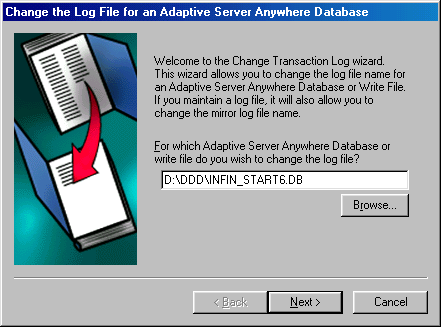 Change the Log File for an Adaptive Server Anywhere Database
Welcome to the Change Transaction Log wizard.
This wizard allows you to change the log file name for
an Adaptive Server Anywhere Database or Write File.
If you maintain a log file, it will also allow you to
change the mirror log file name.
For which Adaptive Server Anywhere Database or
write file do you wish to change the log file?
D:\DDD\INFIN_START6.DB
Browse...
< Back
Next >
Cancel